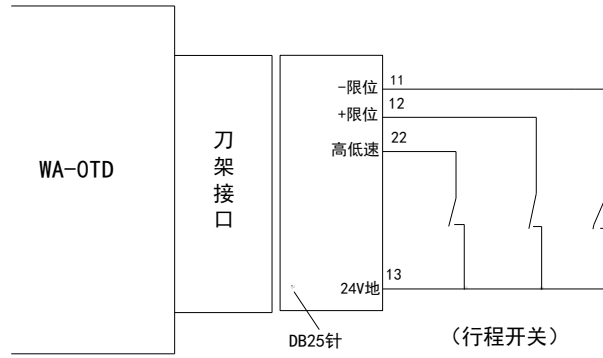 WA-0TD
刀架接口
-限位 11
+限位 12
高低速 22
24V地 13
DB25针
（行程开关）